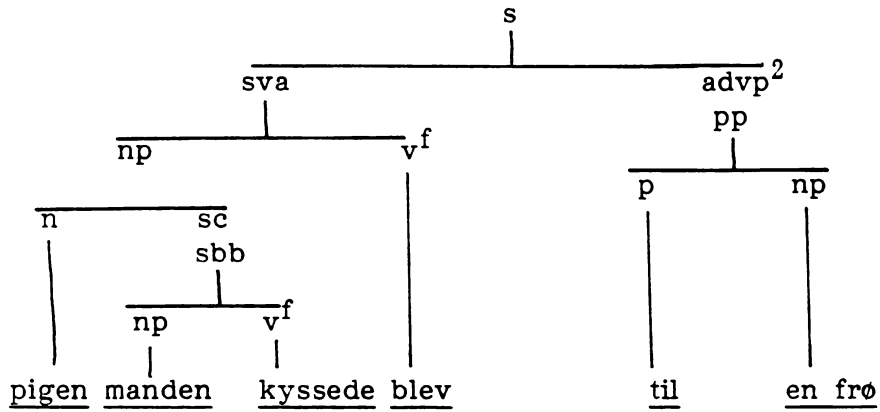 s
sva advp²
pp
np vᶠ
p np
n sc
sbb
np vᶠ
pigen manden kyssede blev til en frø